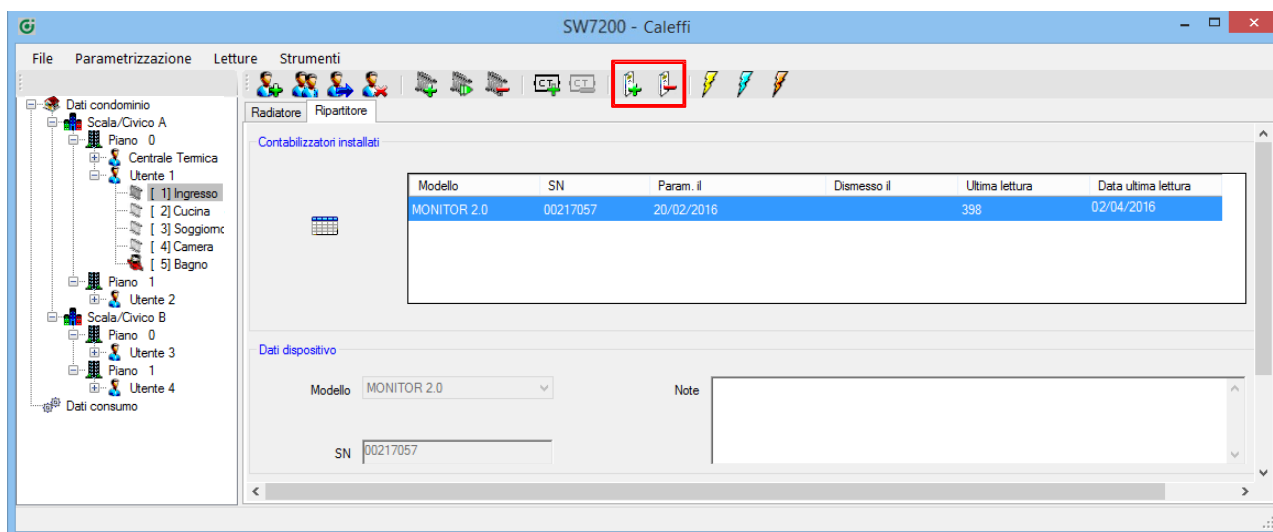 SW7200 - Caleffi
File Parametrizzazione Letture Strumenti
CT CT
Dati condominio
Scala/Civico A
Piano 0
Centrale Termica
Utente 1
[ 1] Ingresso
[ 2] Cucina
[ 3] Soggiorno
[ 4] Camera
[ 5] Bagno
Piano 1
Utente 2
Scala/Civico B
Piano 0
Utente 3
Piano 1
Utente 4
Dati consumo
Radiatore Ripartitore
Contabilizzatori installati
Modello SN Param. il Dismesso il Ultima lettura Data ultima lettura
MONITOR 2.0 00217057 20/02/2016 398 02/04/2016
Dati dispositivo
Modello MONITOR 2.0 Note
SN 00217057